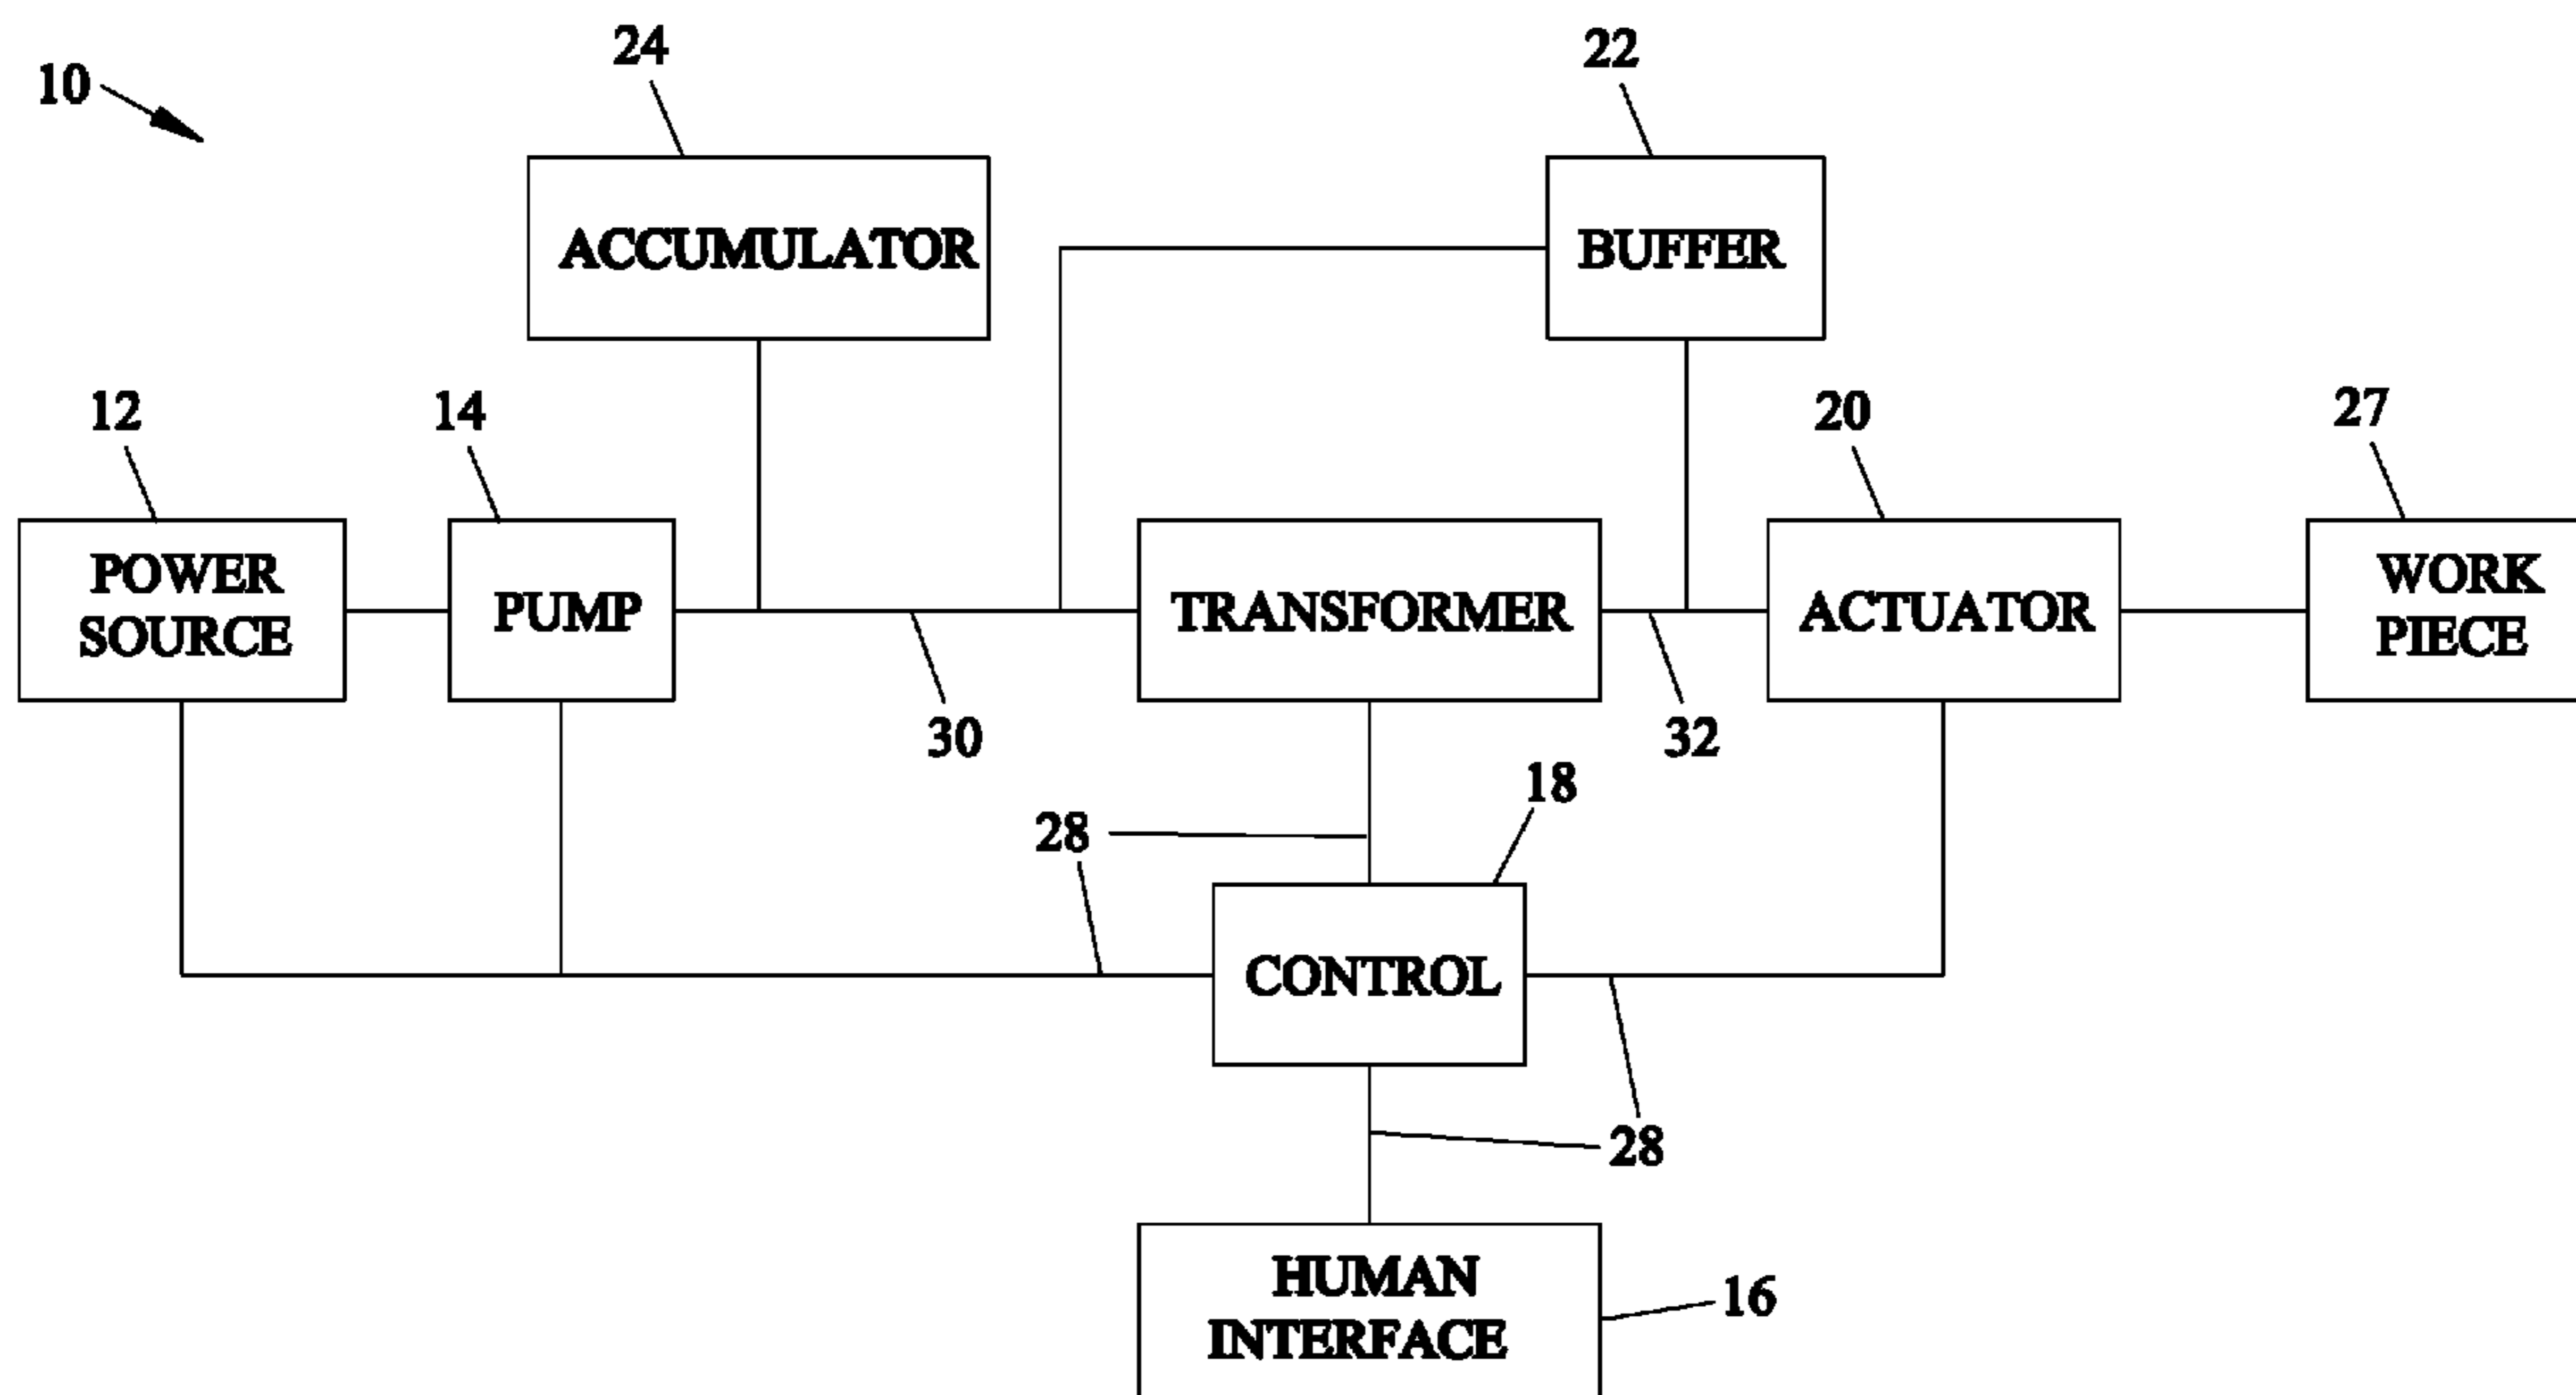 24
22
10
ACCUMULATOR
BUFFER
12
14
20
27
POWER
SOURCE
PUMP
TRANSFORMER
ACTUATOR
WORK
PIECE
30
32
18
28
CONTROL
28
HUMAN
INTERFACE
16